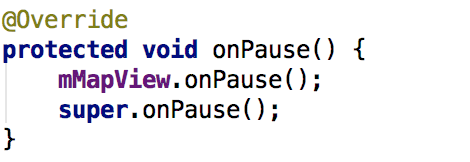 @Override
protected void onPause() {
    mMapView.onPause();
    super.onPause();
}